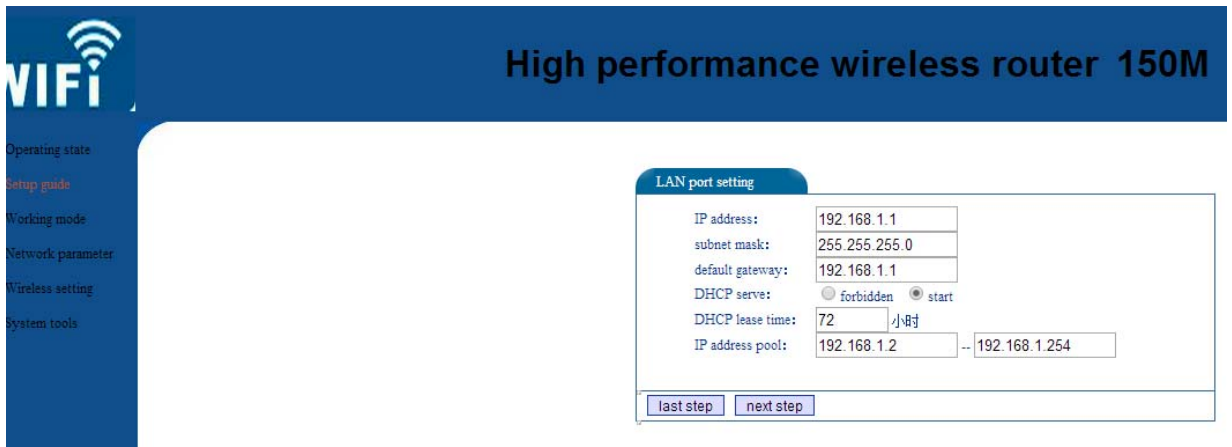 WIFi
High performance wireless router 150M
Operating state
Setup guide
Working mode
Network parameter
Wireless setting
System tools
LAN port setting
IP address: 192.168.1.1
subnet mask: 255.255.255.0
default gateway: 192.168.1.1
DHCP serve: forbidden start
DHCP lease time: 72 小时
IP address pool: 192.168.1.2 -- 192.168.1.254
last step next step